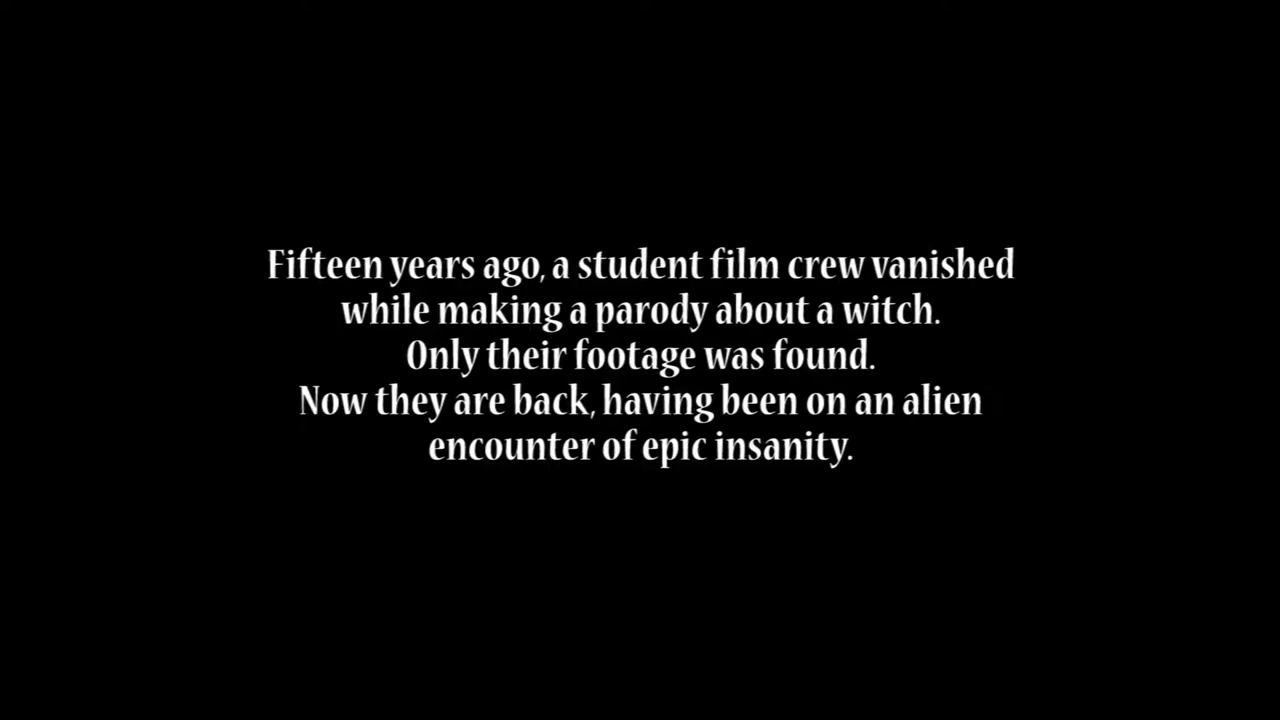 Fifteen years ago, a student film crew vanished
while making a parody about a witch.
Only their footage was found.
Now they are back, having been on an alien
encounter of epic insanity.